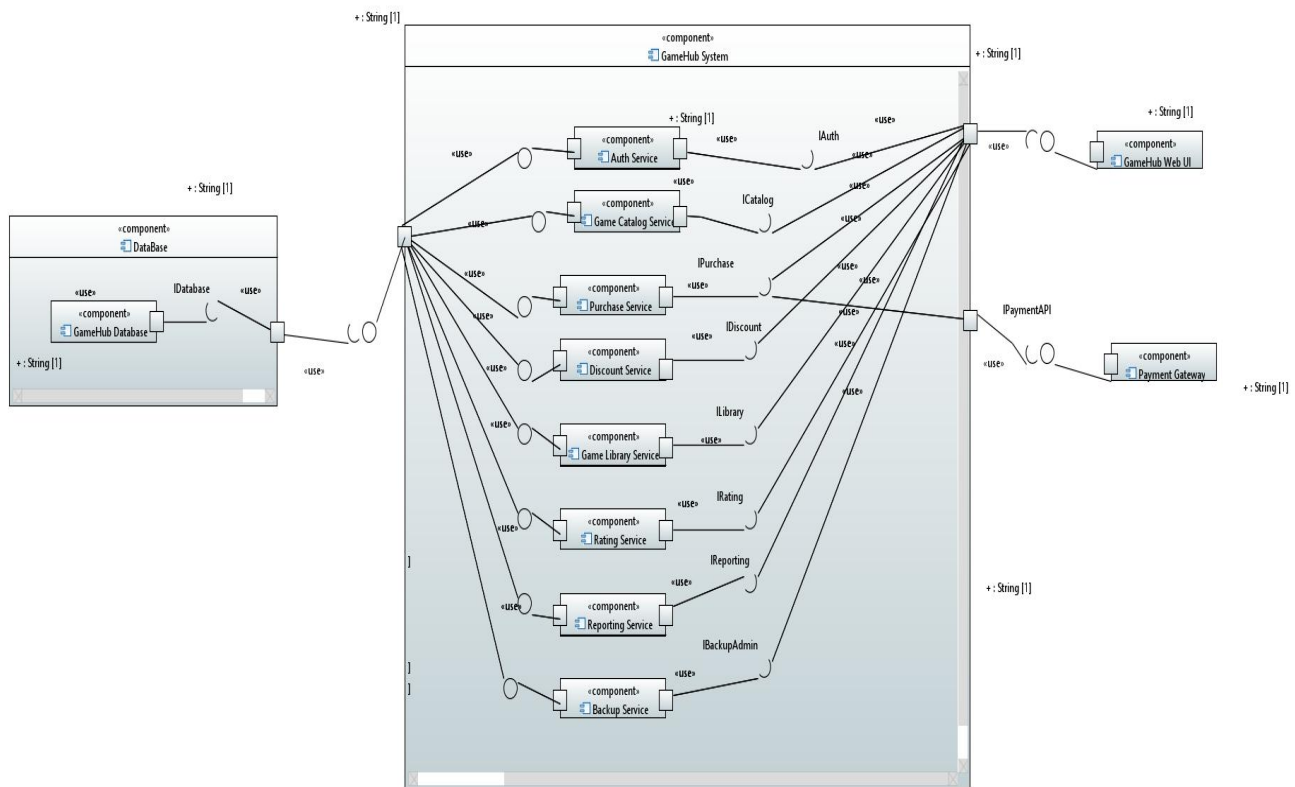 + : String [1]
«component»
GameHub System
+ : String [1]
+ : String [1]
«use»
IAuth
«use»
+ : String [1]
«component»
Auth Service
«use»
«use»
«use»
«component»
GameHub Web UI
+ : String [1]
«use»
«use»
«component»
Game Catalog Service
ICatalog
«use»
«use»
«component»
DataBase
IDatabase
«use»
«use»
«component»
GameHub Database
+ : String [1]
«use»
IPurchase
«use»
«use»
«component»
Purchase Service
«use»
«use»
IPaymentAPI
IDiscount
«use»
«use»
«component»
Discount Service
«use»
«use»
«component»
Payment Gateway
+ : String [1]
«use»
ILibrary
«use»
«component»
Game Library Service
«use»
«use»
IRating
«use»
«component»
Rating Service
«use»
]
IReporting
«use»
+ : String [1]
«component»
Reporting Service
«use»
IBackupAdmin
]
«use»
]
«component»
Backup Service